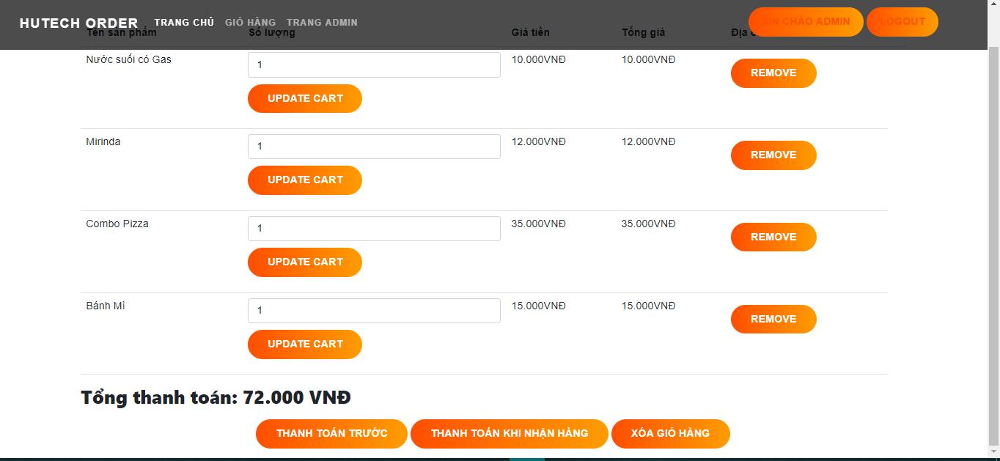 HUTECH ORDER TRANG CHỦ GIỎ HÀNG TRANG ADMIN XIN CHÀO ADMIN LOGOUT
Tên sản phẩm Số lượng Giá tiền Tổng giá Địa
Nước suối có Gas 1 10.000VNĐ 10.000VNĐ REMOVE
UPDATE CART
Mirinda 1 12.000VNĐ 12.000VNĐ REMOVE
UPDATE CART
Combo Pizza 1 35.000VNĐ 35.000VNĐ REMOVE
UPDATE CART
Bánh Mì 1 15.000VNĐ 15.000VNĐ REMOVE
UPDATE CART
Tổng thanh toán: 72.000 VNĐ
THANH TOÁN TRƯỚC THANH TOÁN KHI NHẬN HÀNG XÓA GIỎ HÀNG